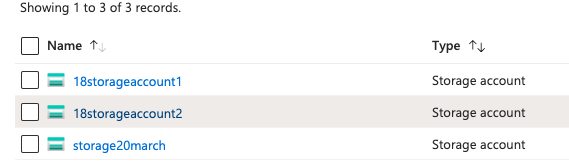 Showing 1 to 3 of 3 records.
Name ↑↓ Type ↑↓
18storageaccount1 Storage account
18storageaccount2 Storage account
storage20march Storage account